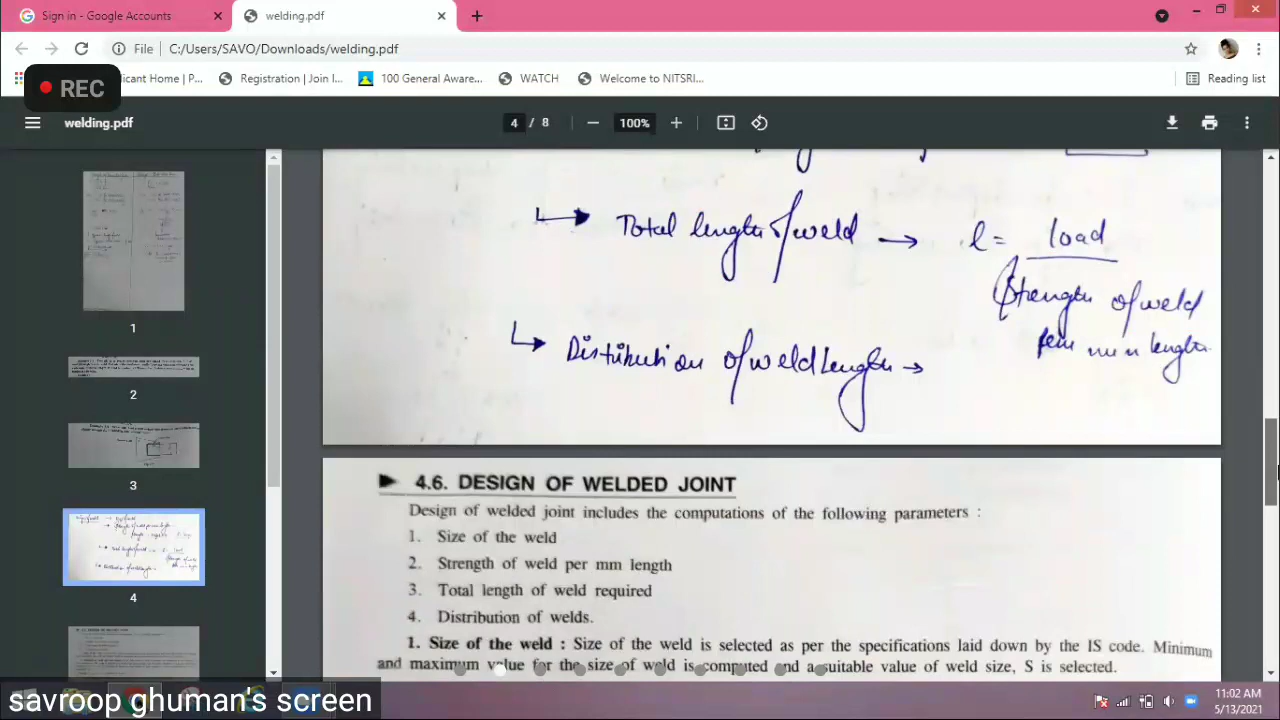 Sign in - Google Accounts
welding.pdf
File C:/Users/SAVO/Downloads/welding.pdf
licant Home | P... Registration | Join I... 100 General Aware... WATCH Welcome to NITSRI... Reading list
REC
welding.pdf 4 / 8 100%
Total length of weld → l = load
Strength of weld
per mm length
Distribution of weld length →
1
2
3
4
4.6. DESIGN OF WELDED JOINT
Design of welded joint includes the computations of the following parameters :
1. Size of the weld
2. Strength of weld per mm length
3. Total length of weld required
4. Distribution of welds.
1. Size of the weld : Size of the weld is selected as per the specifications laid down by the IS code. Minimum
and maximum value for the size of weld is computed and a suitable value of weld size, S is selected.
savroop ghuman's screen
11:02 AM
5/13/2021